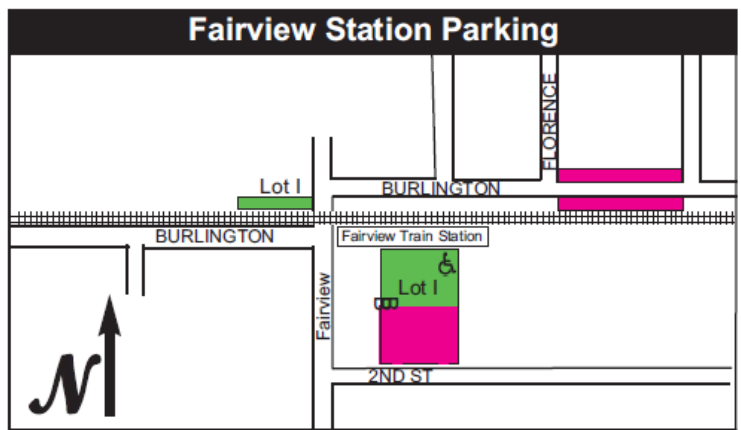 Fairview Station Parking
FLORENCE
Lot I
BURLINGTON
BURLINGTON
Fairview Train Station
Fairview
Lot I
2ND ST
N